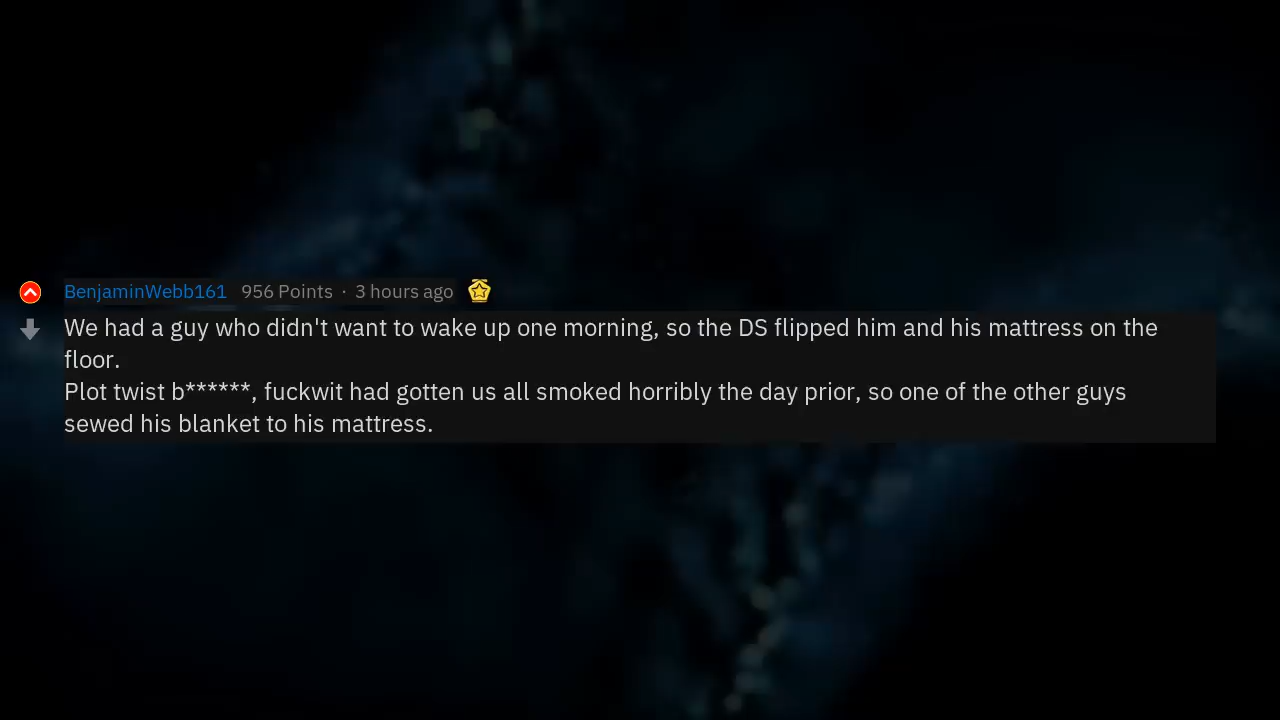 BenjaminWebb161 956 Points · 3 hours ago
We had a guy who didn't want to wake up one morning, so the DS flipped him and his mattress on the
floor.
Plot twist b******, fuckwit had gotten us all smoked horribly the day prior, so one of the other guys
sewed his blanket to his mattress.